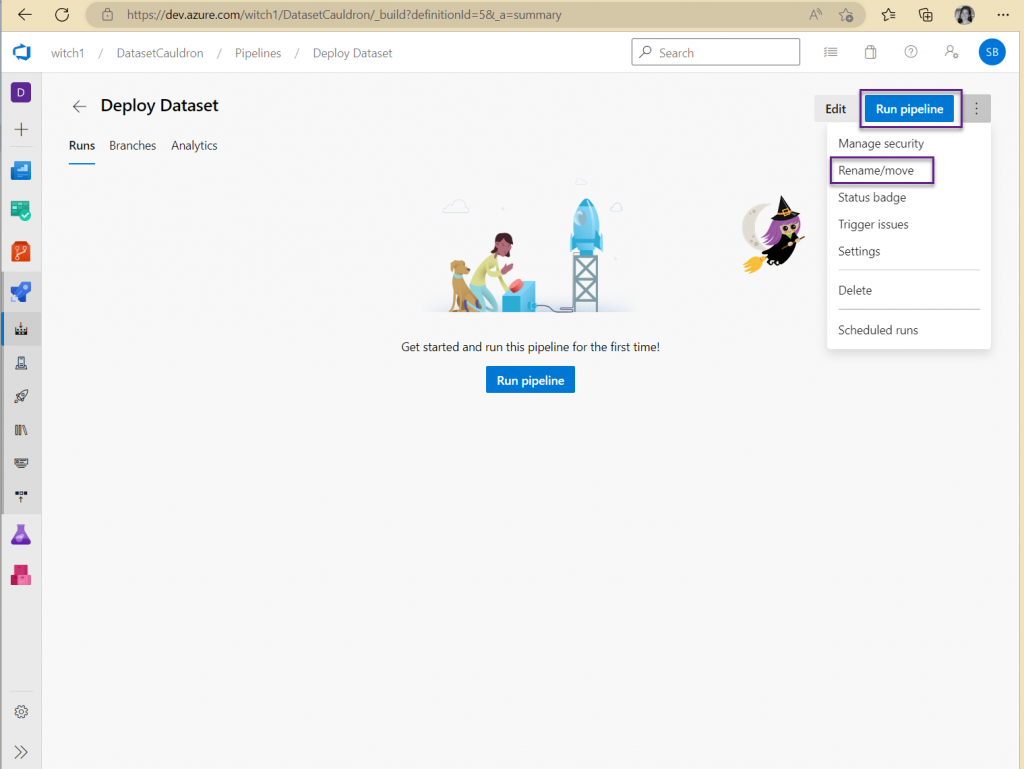 https://dev.azure.com/witch1/DatasetCauldron/_build?definitionId=5&_a=summary
witch1 / DatasetCauldron / Pipelines / Deploy Dataset
Search
SB
D
Deploy Dataset
Edit
Run pipeline
Runs Branches Analytics
Manage security
Rename/move
Status badge
Trigger issues
Settings
Delete
Scheduled runs
Get started and run this pipeline for the first time!
Run pipeline